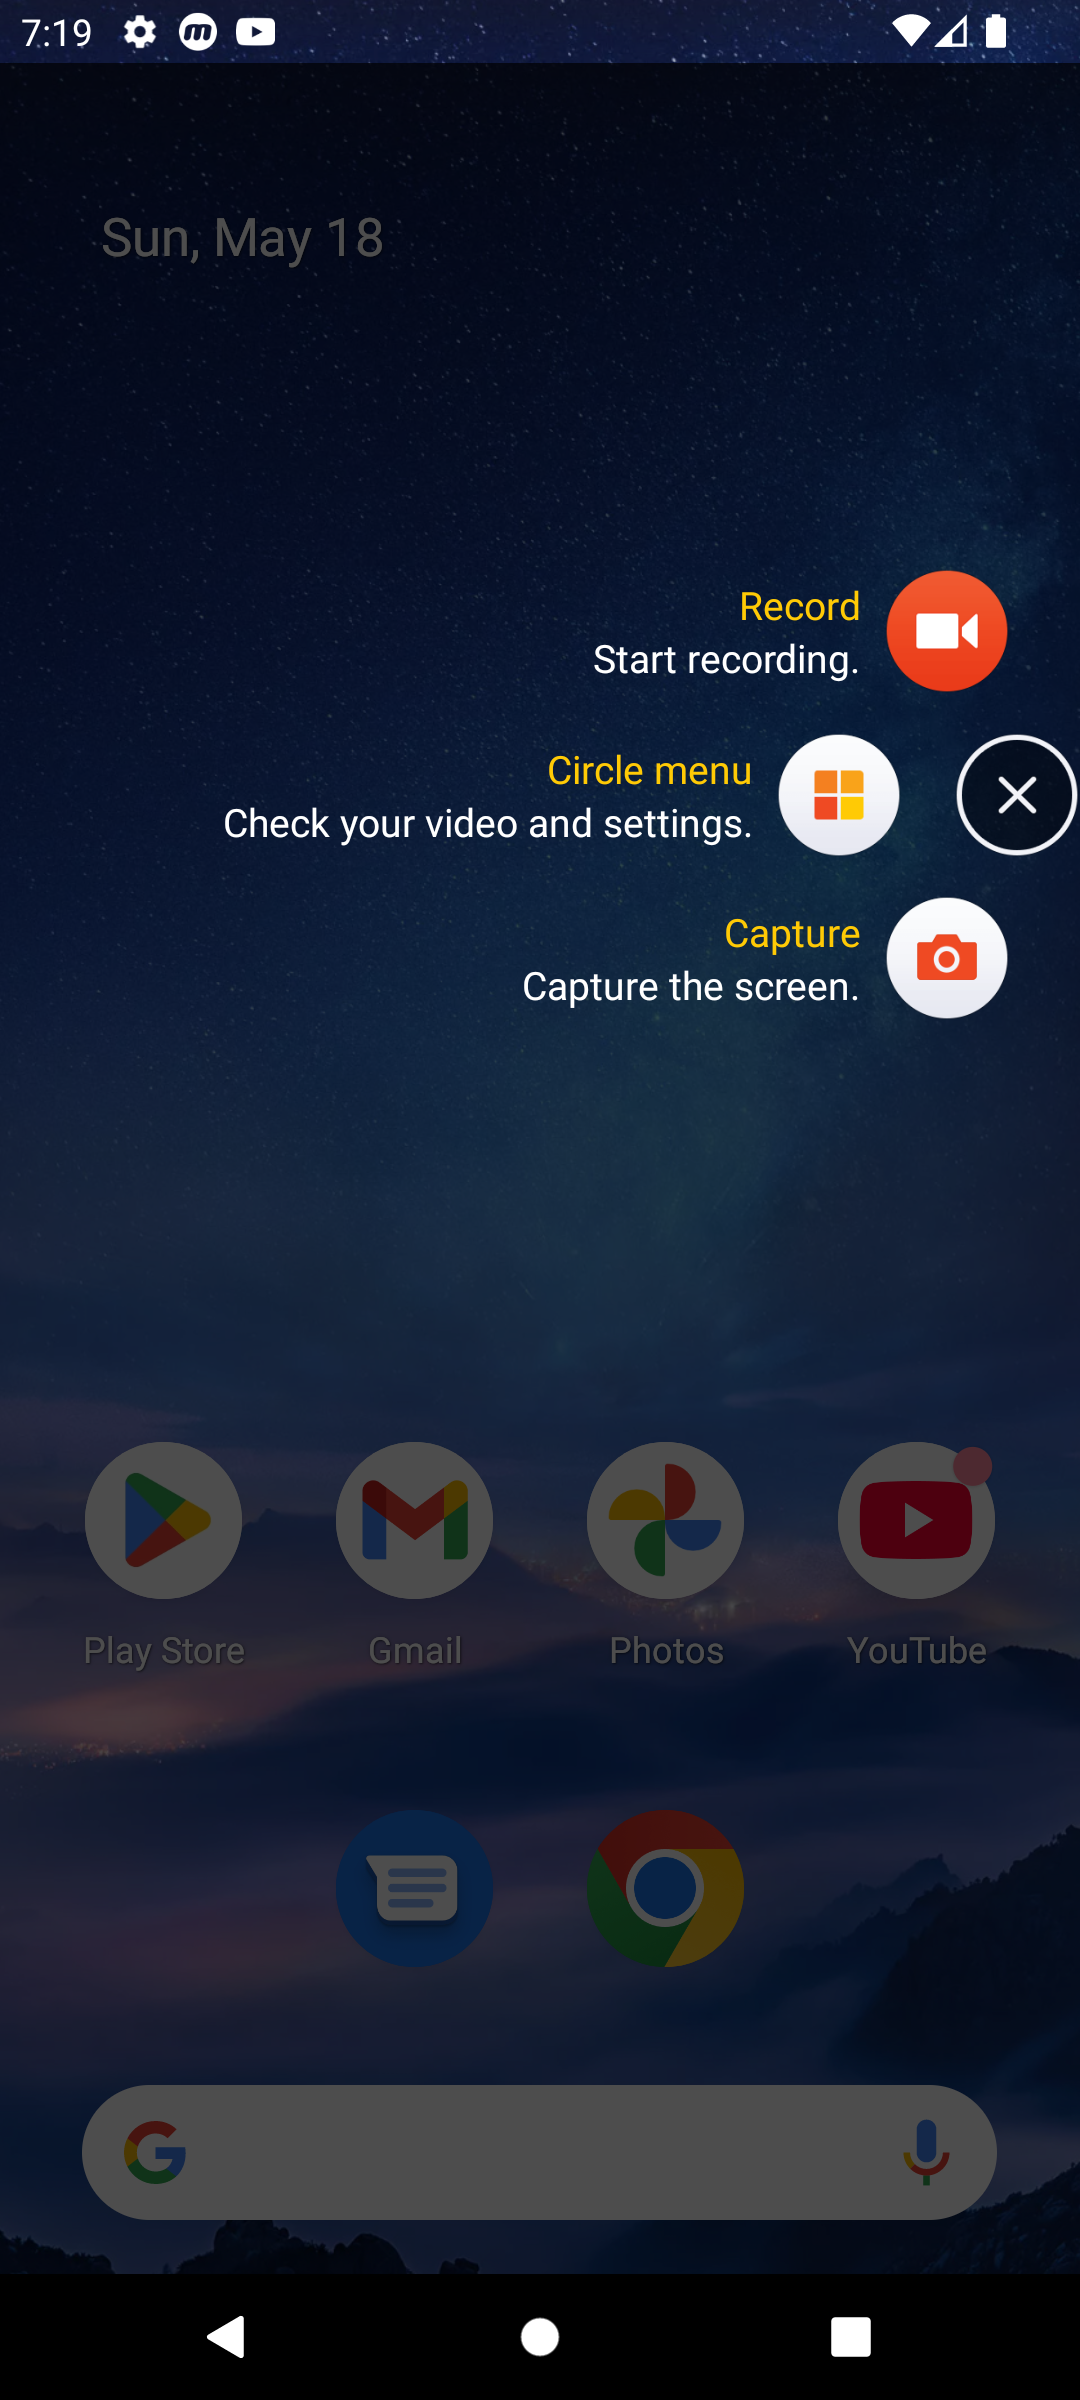 7:19
Sun, May 18
Record
Start recording.
Circle menu
Check your video and settings.
Capture
Capture the screen.
Play Store
Gmail
Photos
YouTube